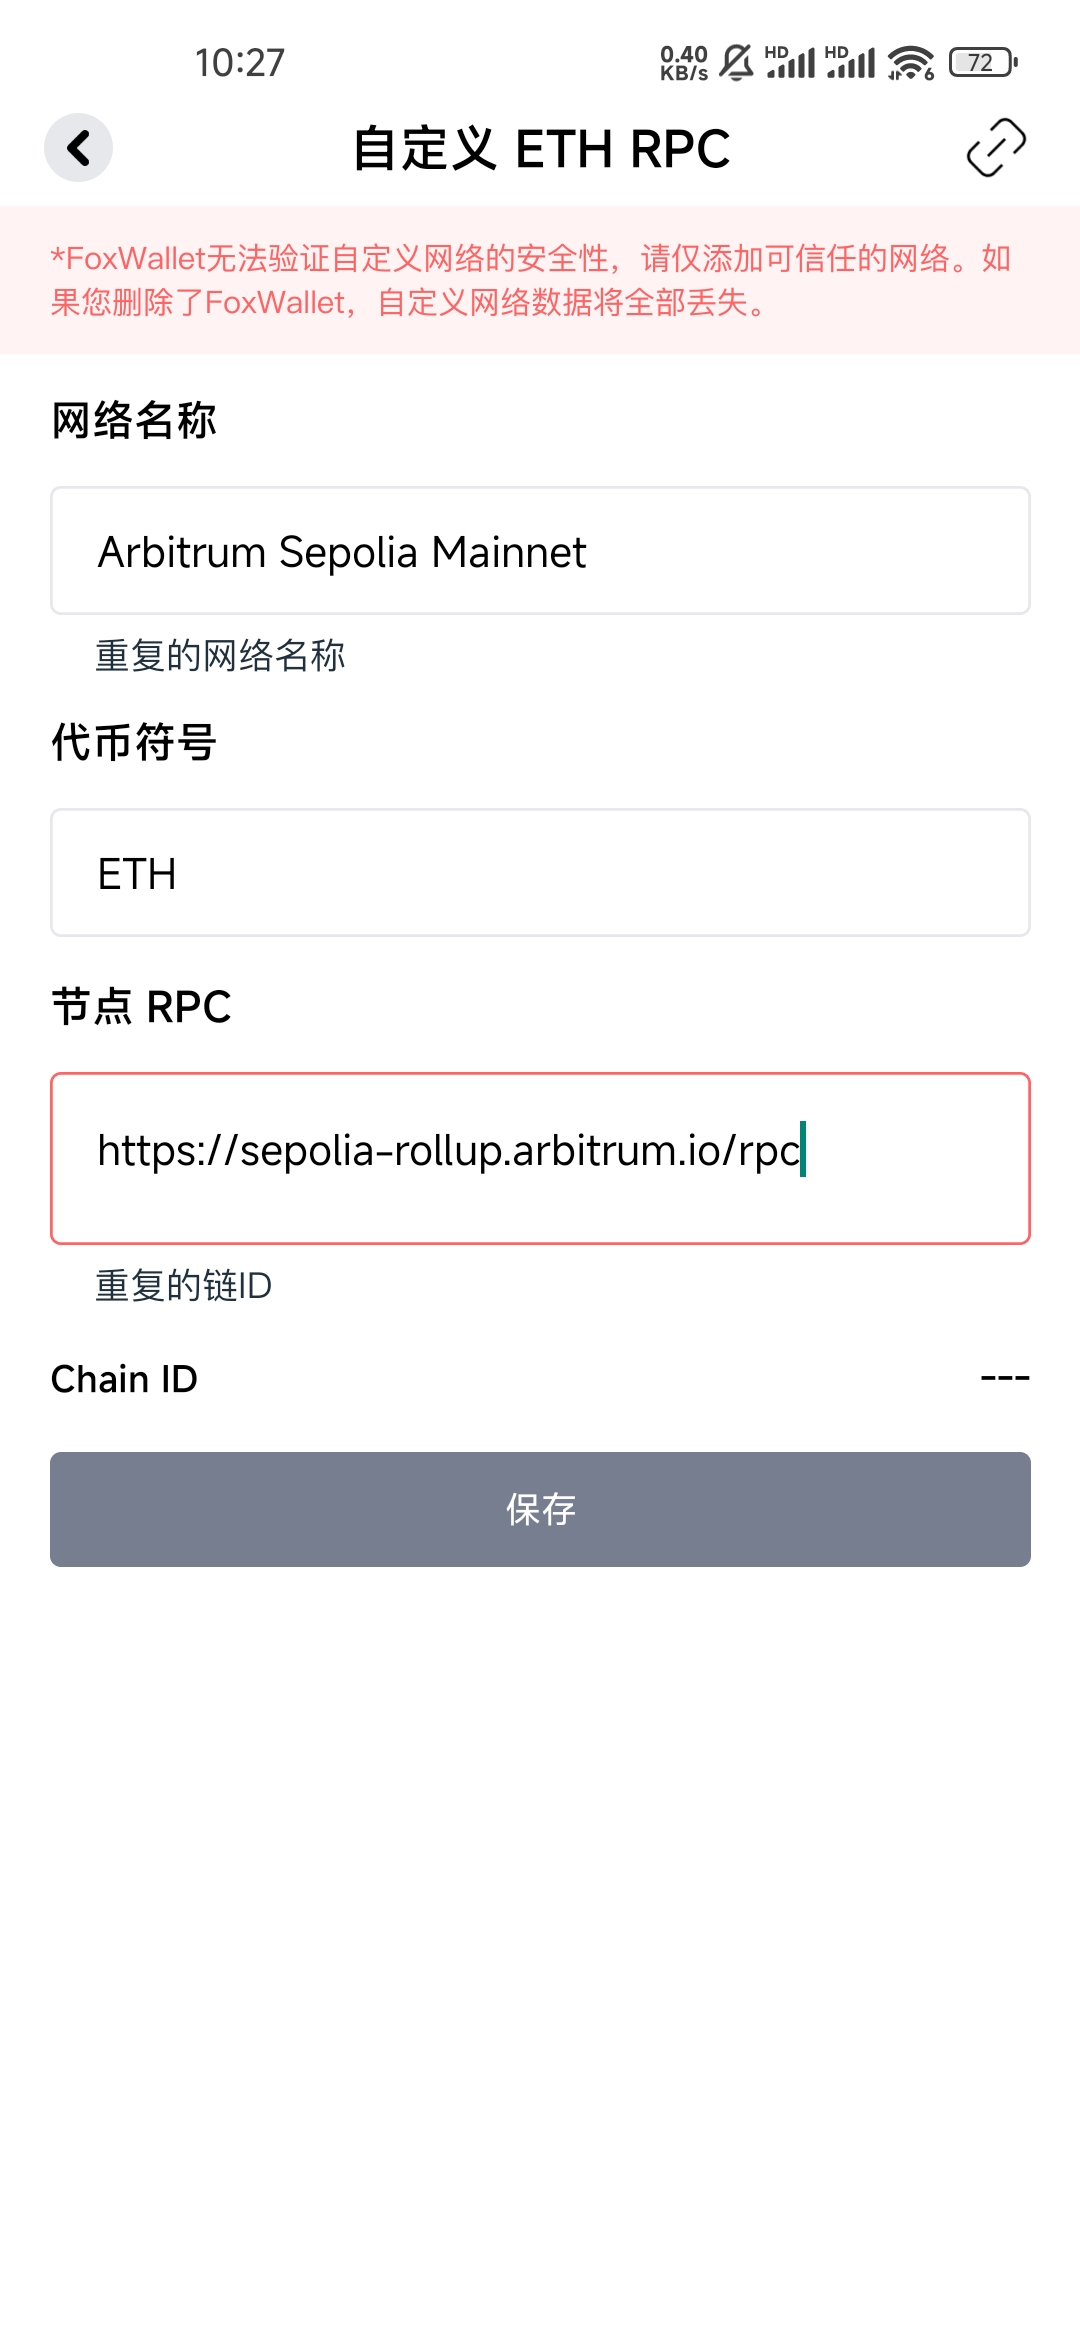 10:27
0.40 KB/s HD HD 6 72
自定义 ETH RPC
*FoxWallet无法验证自定义网络的安全性，请仅添加可信任的网络。如
果您删除了FoxWallet，自定义网络数据将全部丢失。
网络名称
Arbitrum Sepolia Mainnet
重复的网络名称
代币符号
ETH
节点 RPC
https://sepolia-rollup.arbitrum.io/rpc
重复的链ID
Chain ID ---
保存